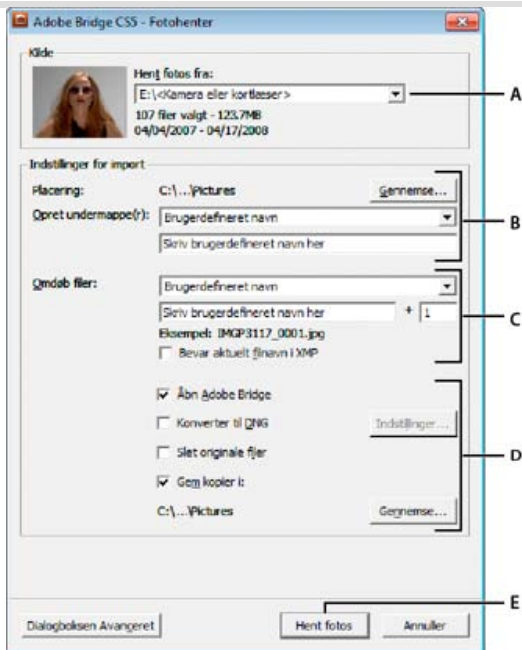 Adobe Bridge CS5 - Fotohenter
Kilde
Hent fotos fra:
E:\<Kamera eller kortlæser>
A
107 filer valgt - 123.7MB
04/04/2007 - 04/17/2008
Indstillinger for import
Placering: C:\...\Pictures Gennemse...
Opret undermappe(r): Brugerdefineret navn
B
Skriv brugerdefineret navn her
Omdøb filer: Brugerdefineret navn
Skriv brugerdefineret navn her + 1
C
Eksempel: IMGP3117_0001.jpg
Bevar aktuelt filnavn i XMP
Åbn Adobe Bridge
Konverter til DNG Indstillinger...
D
Slet originale filer
Gem kopier i:
C:\...\Pictures Gennemse...
E
Dialogboksen Avangeret Hent fotos Annuller